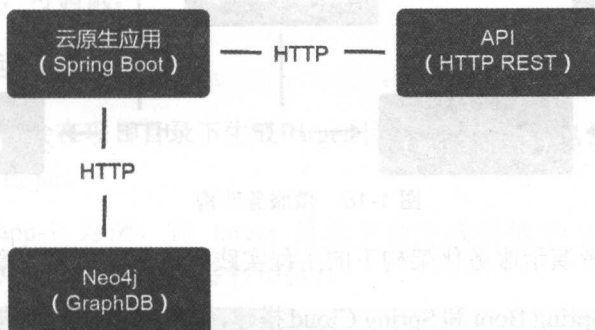 云原生应用
( Spring Boot )
HTTP
API
( HTTP REST )
HTTP
Neo4j
( GraphDB )